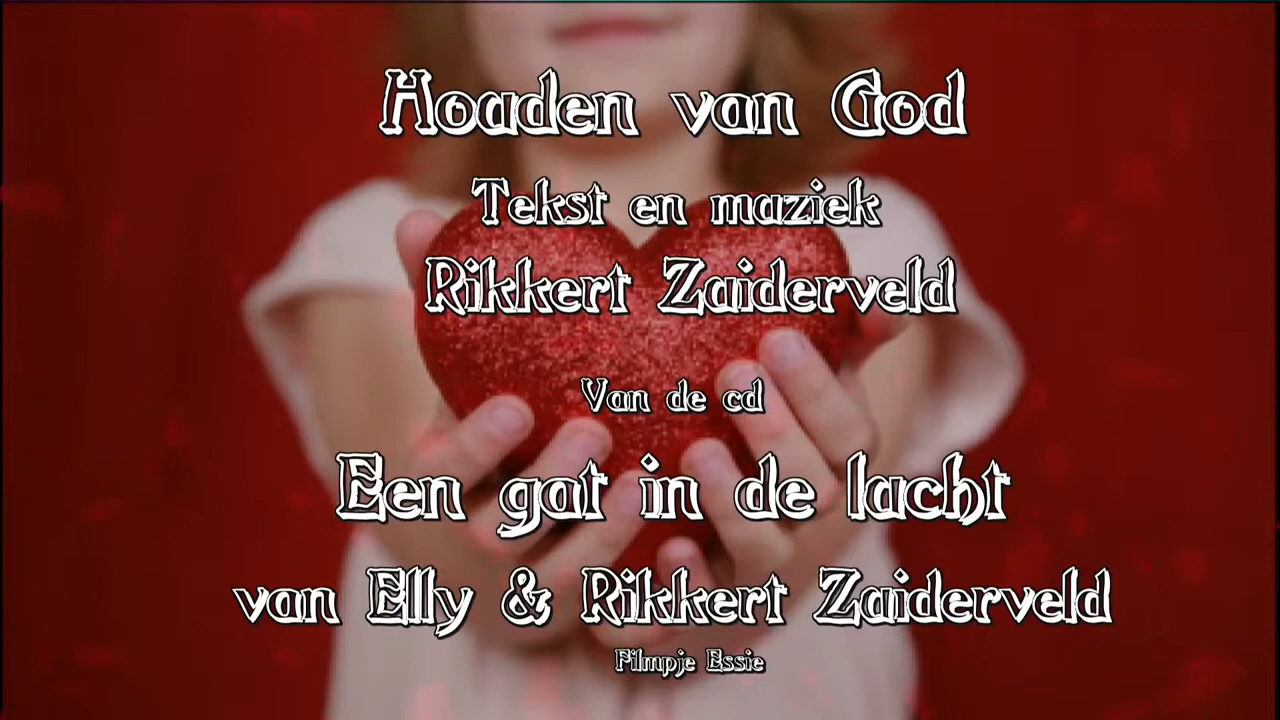 Houden van God
Tekst en muziek
Rikkert Zuiderveld
Van de cd
Een gat in de lucht
van Elly & Rikkert Zuiderveld
Filmpje Essie